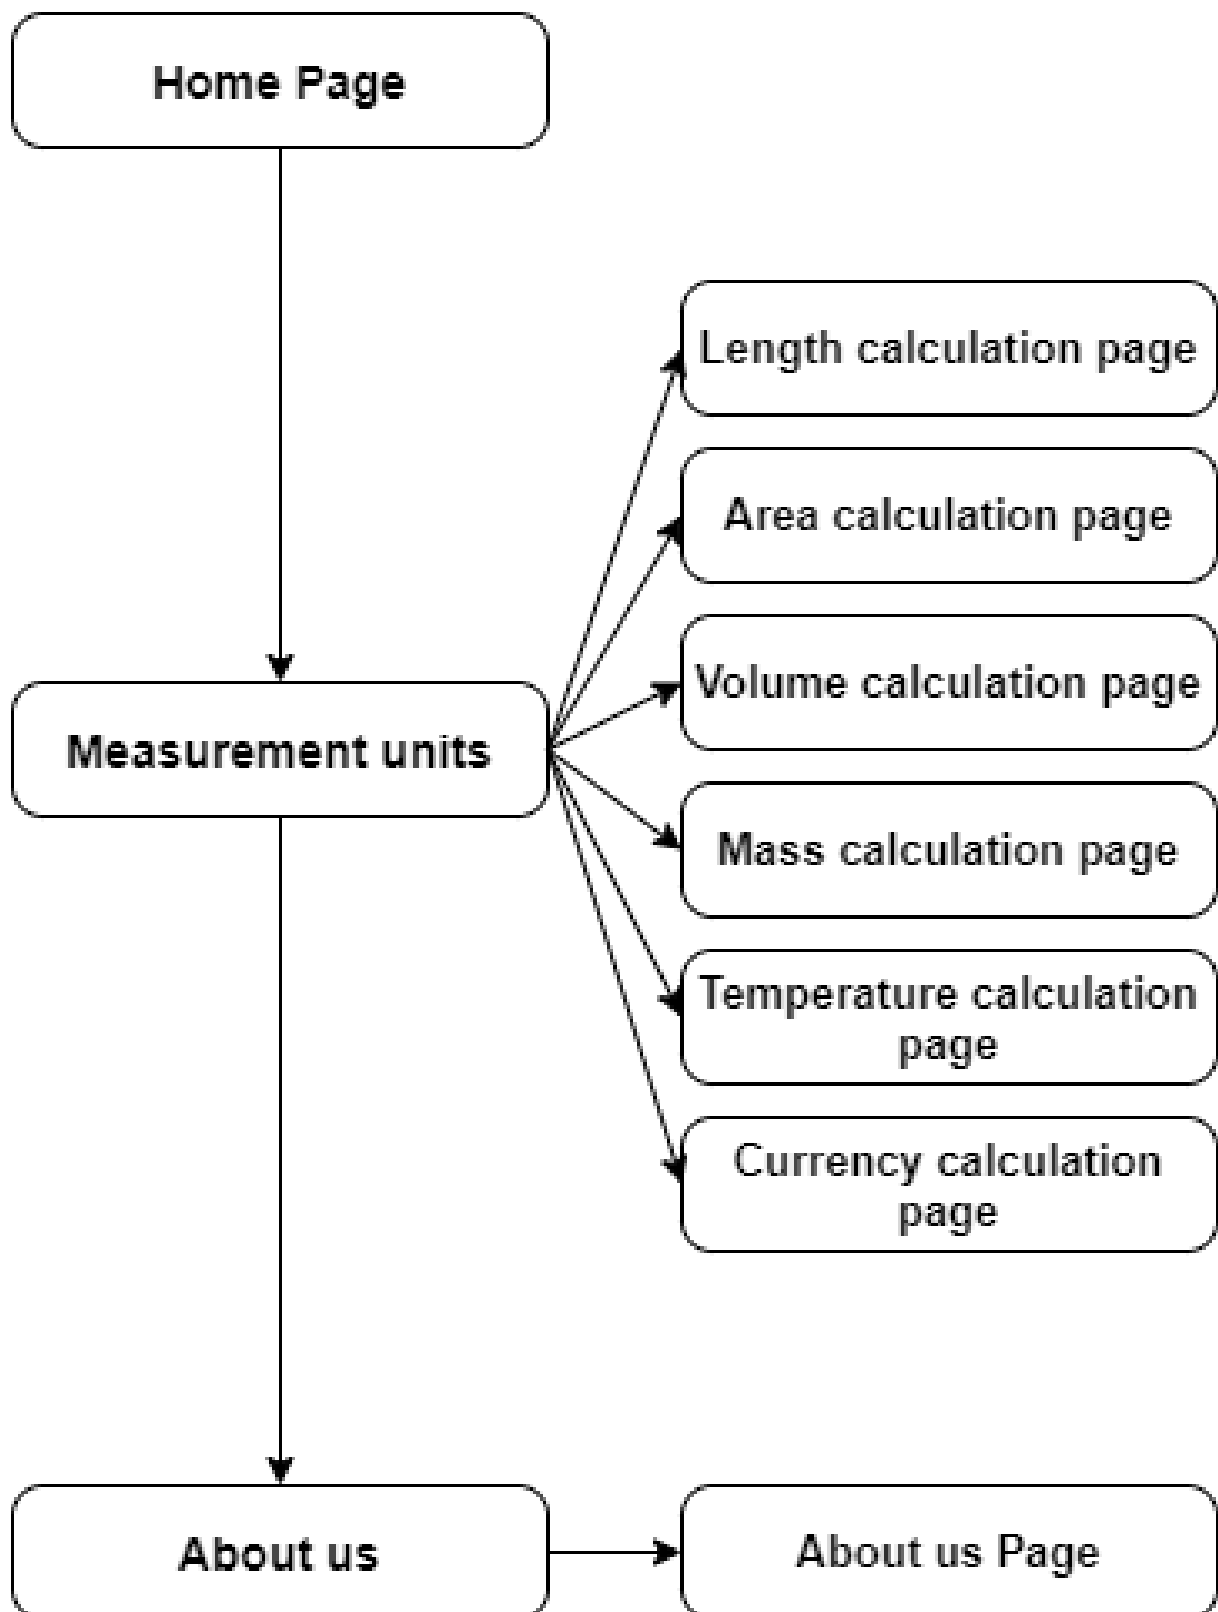 Home Page
Length calculation page
Area calculation page
Volume calculation page
Measurement units
Mass calculation page
Temperature calculation
page
Currency calculation
page
About us
About us Page